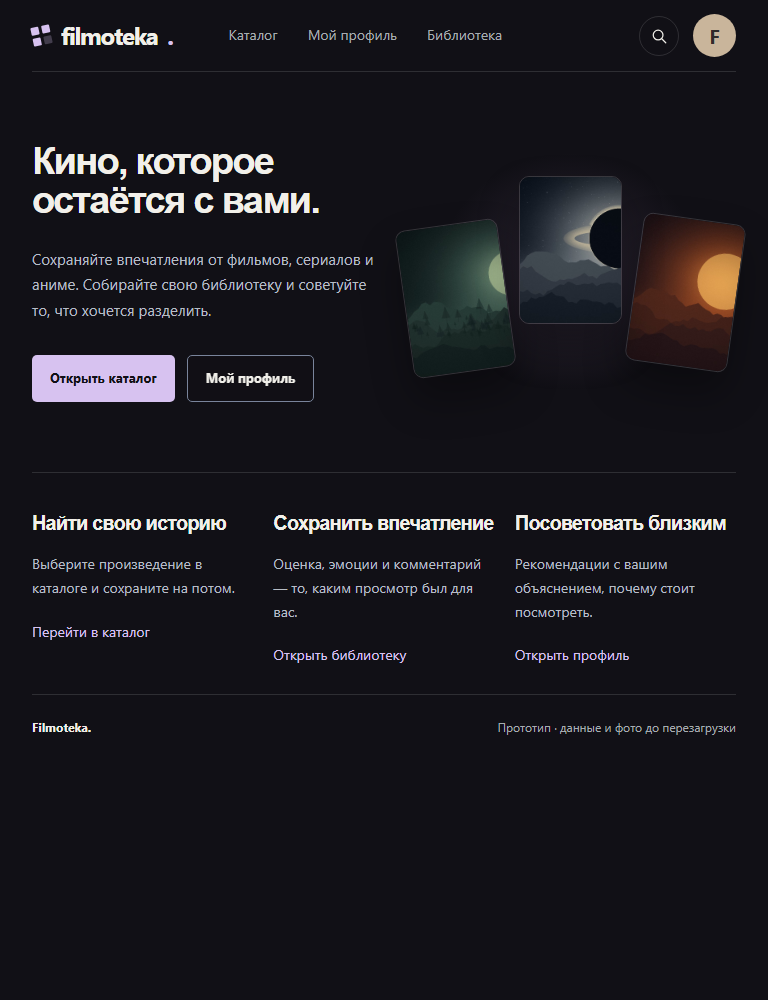 filmoteka .
Каталог
Мой профиль
Библиотека
F
Кино, которое
остаётся с вами.
Сохраняйте впечатления от фильмов, сериалов и
аниме. Собирайте свою библиотеку и советуйте
то, что хочется разделить.
Открыть каталог
Мой профиль
Найти свою историю
Выберите произведение в
каталоге и сохраните на потом.
Перейти в каталог
Сохранить впечатление
Оценка, эмоции и комментарий
— то, каким просмотр был для
вас.
Открыть библиотеку
Посоветовать близким
Рекомендации с вашим
объяснением, почему стоит
посмотреть.
Открыть профиль
Filmoteka.
Прототип · данные и фото до перезагрузки